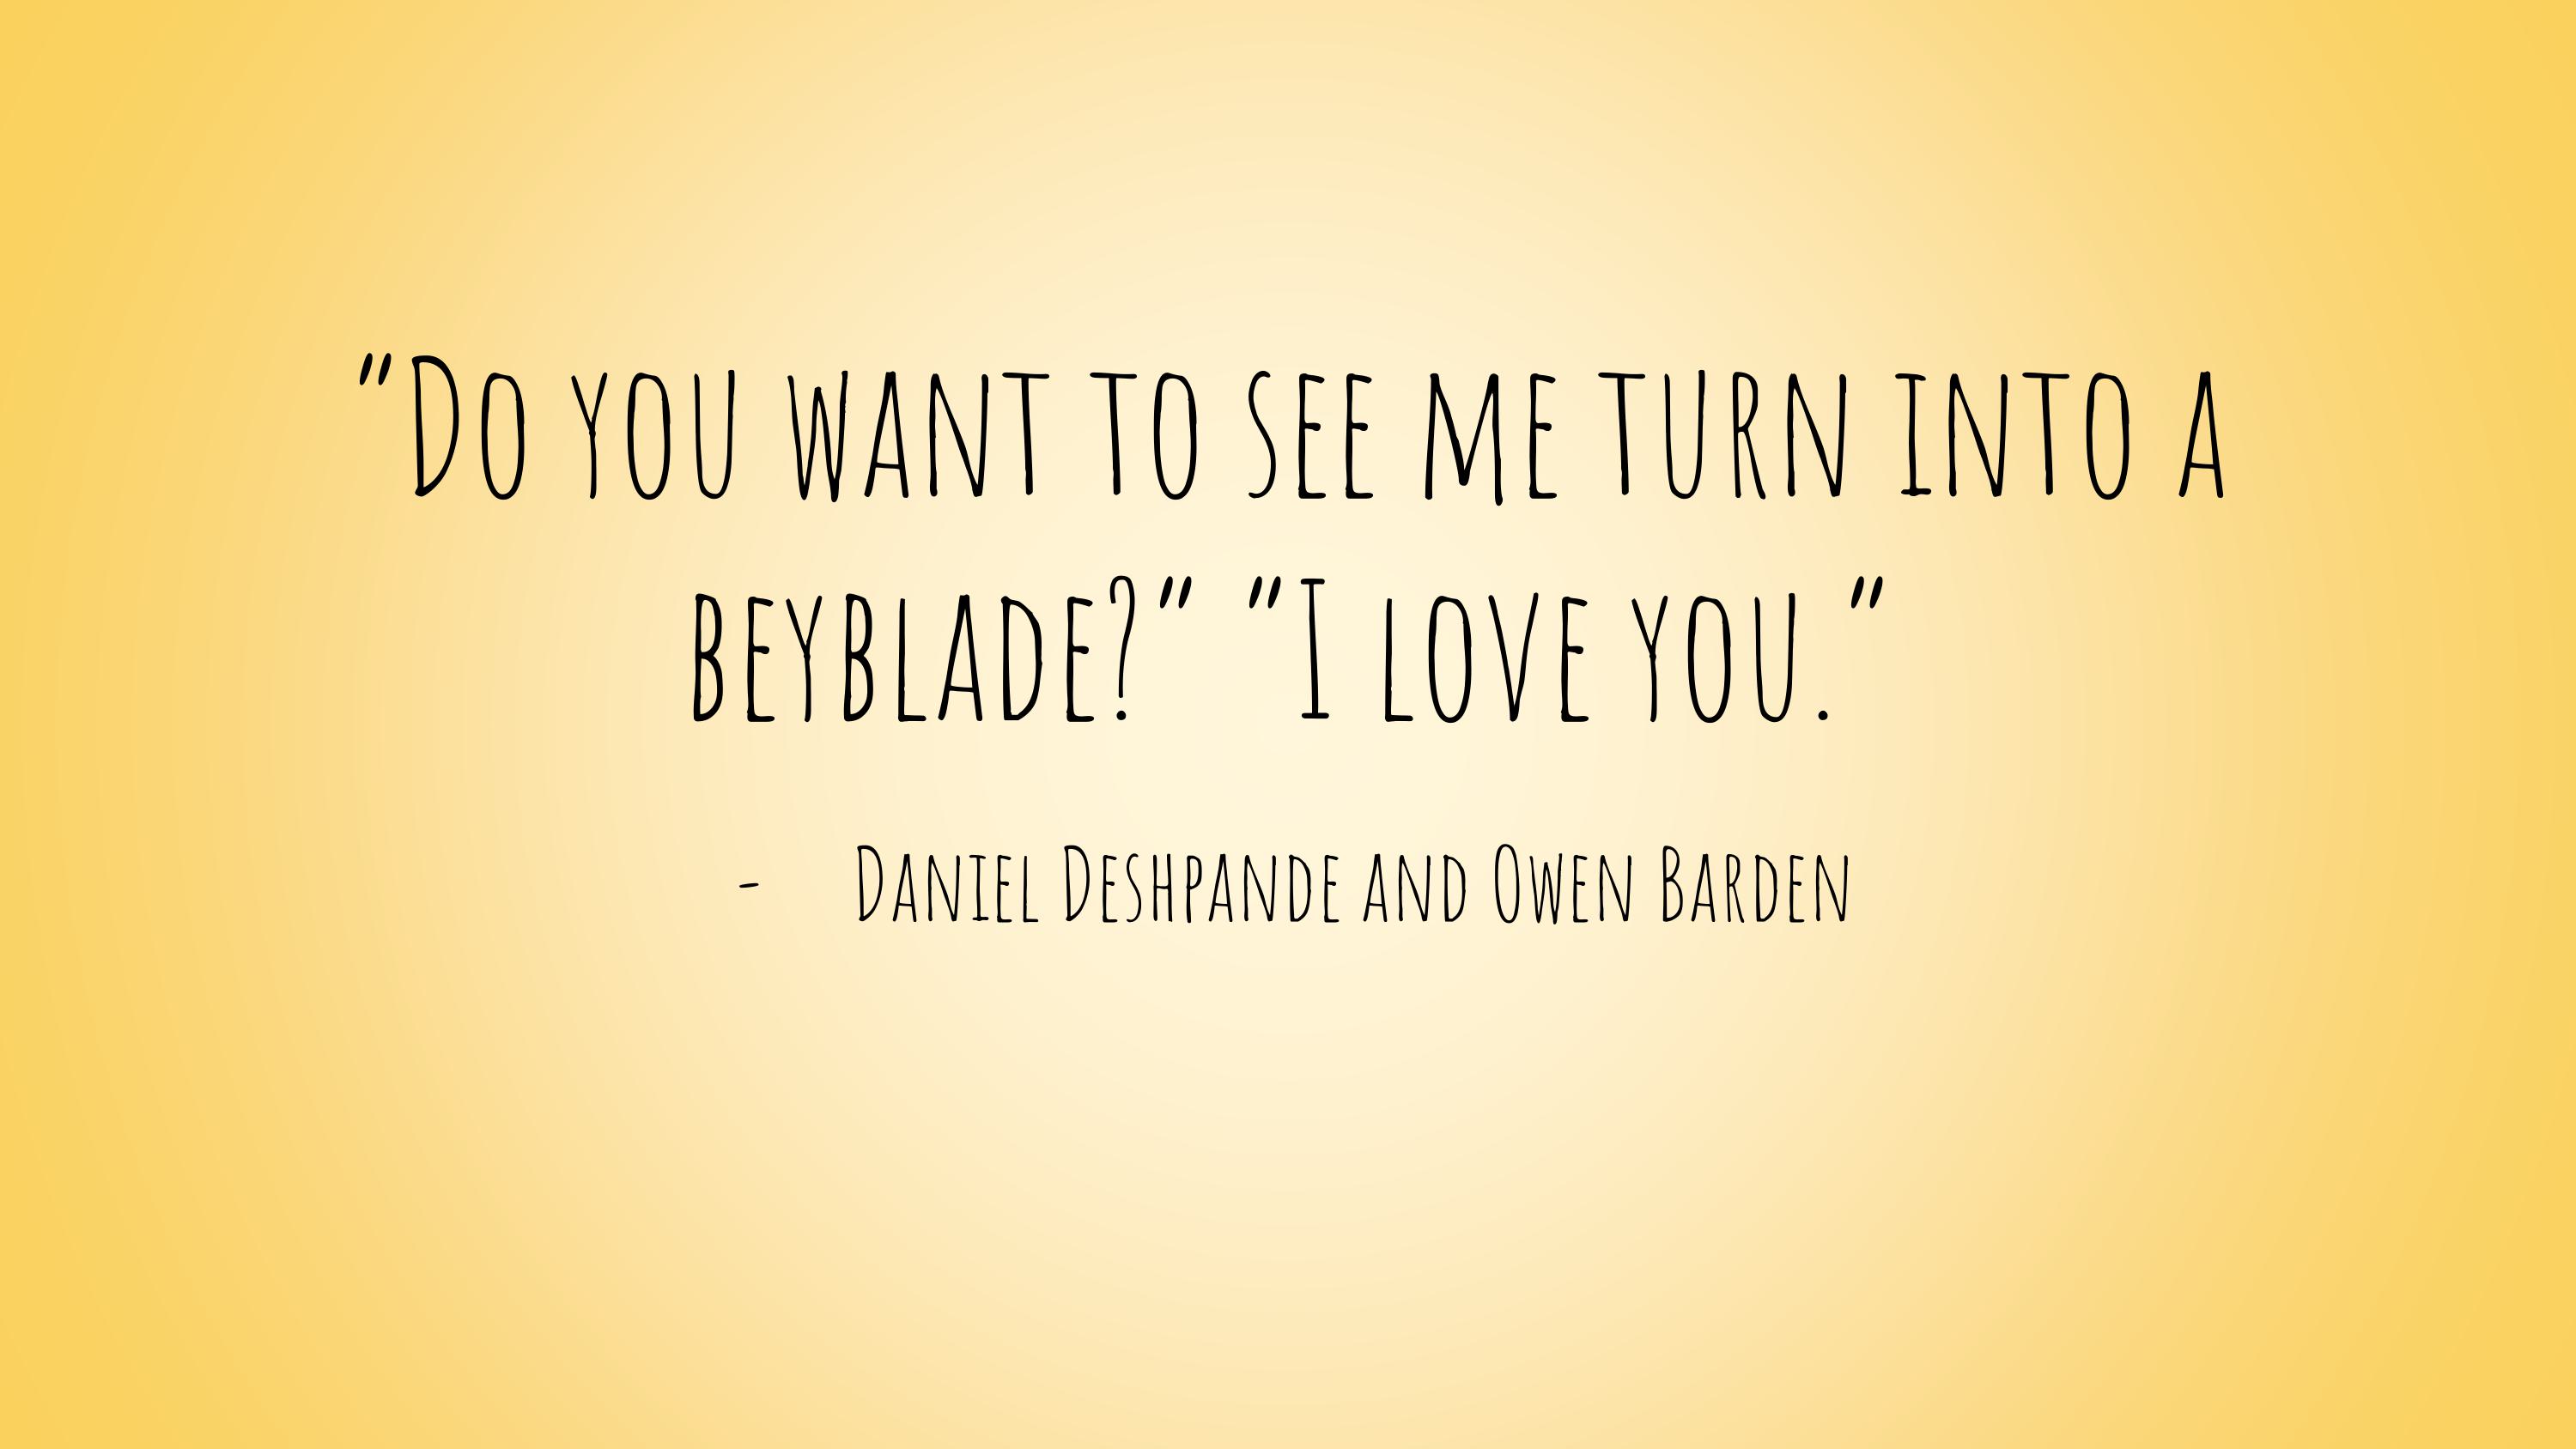 "Do you want to see me turn into a
beyblade?" "I love you."
- Daniel Deshpande and Owen Barden